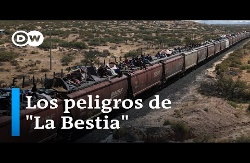 DW
Los peligros de
"La Bestia"